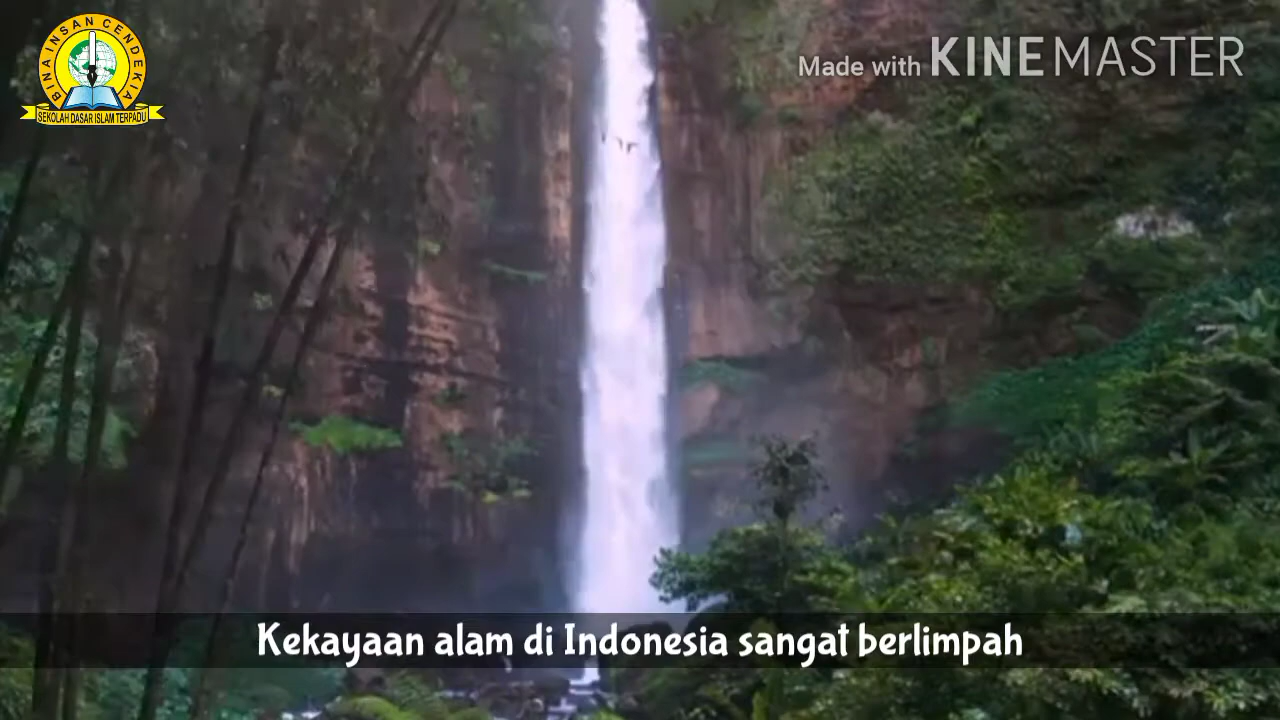 BINA INSAN CENDEKIA
SEKOLAH DASAR ISLAM TERPADU
Made with KINEMASTER
Kekayaan alam di Indonesia sangat berlimpah